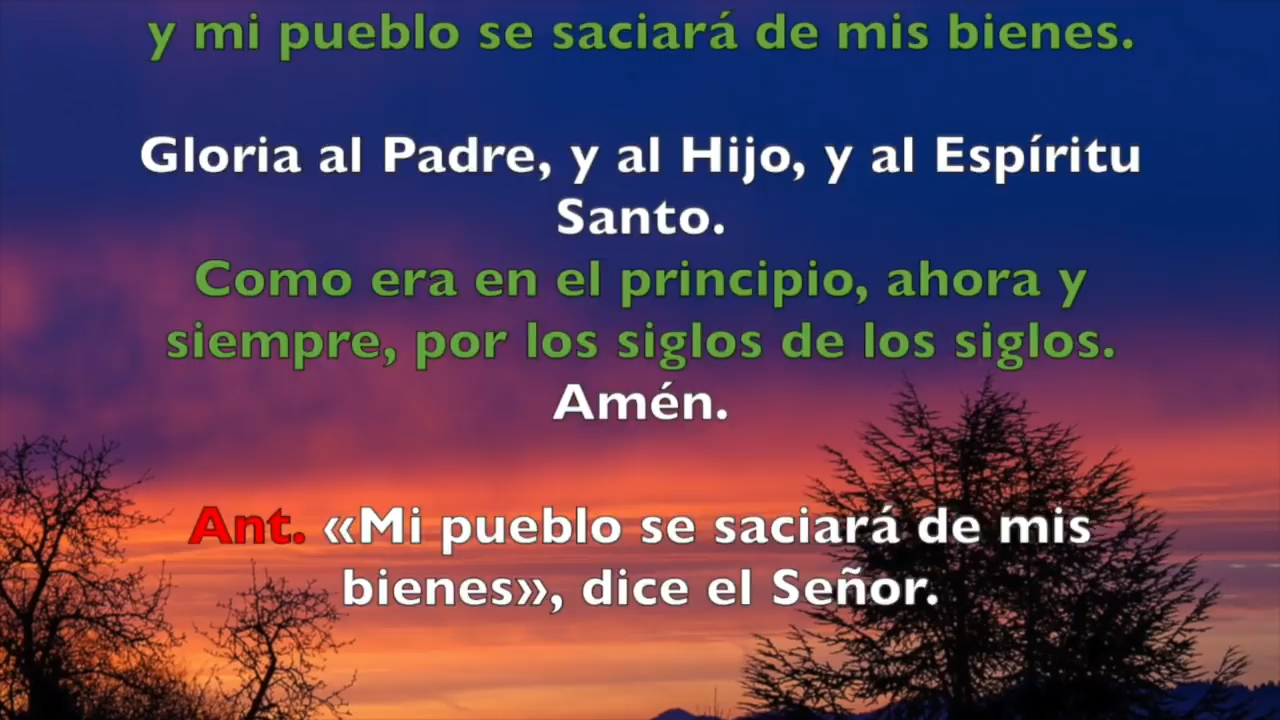 y mi pueblo se saciará de mis bienes.
Gloria al Padre, y al Hijo, y al Espíritu
Santo.
Como era en el principio, ahora y
siempre, por los siglos de los siglos.
Amén.
Ant. «Mi pueblo se saciará de mis
bienes», dice el Señor.